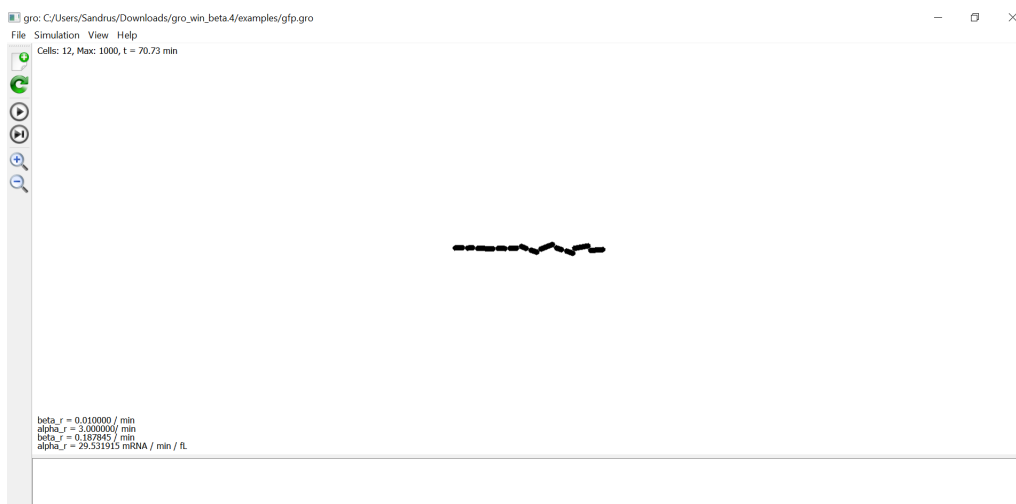 gro: C:/Users/Sandrus/Downloads/gro_win_beta.4/examples/gfp.gro
File Simulation View Help
Cells: 12, Max: 1000, t = 70.73 min
beta_r = 0.010000 / min
alpha_r = 3.000000/ min
beta_r = 0.187845 / min
alpha_r = 29.531915 mRNA / min / fL